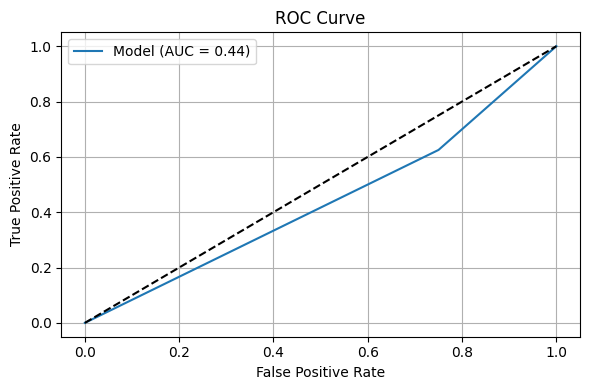 ROC Curve
Model (AUC = 0.44)
True Positive Rate
1.0
0.8
0.6
0.4
0.2
0.0
0.0 0.2 0.4 0.6 0.8 1.0
False Positive Rate